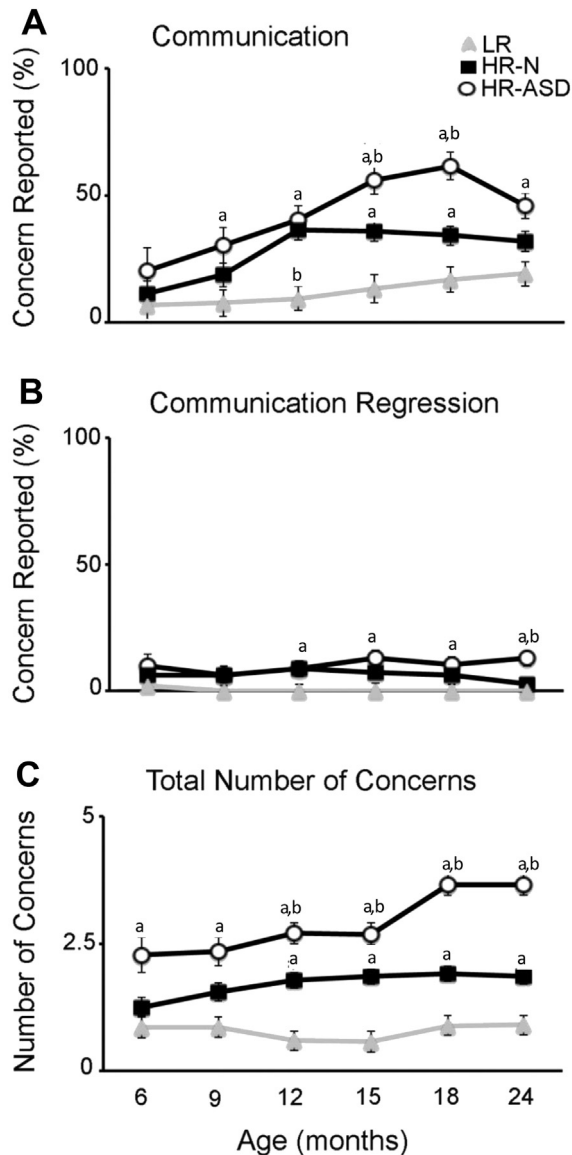 A Communication
LR
HR-N
HR-ASD
Concern Reported (%)
100
50
0
a
a
a,b
a,b
a
a
a
b
B Communication Regression
Concern Reported (%)
100
50
0
a
a
a
a,b
C Total Number of Concerns
Number of Concerns
5
2.5
0
a
a
a,b
a,b
a,b
a,b
a
a
a
a
6 9 12 15 18 24
Age (months)